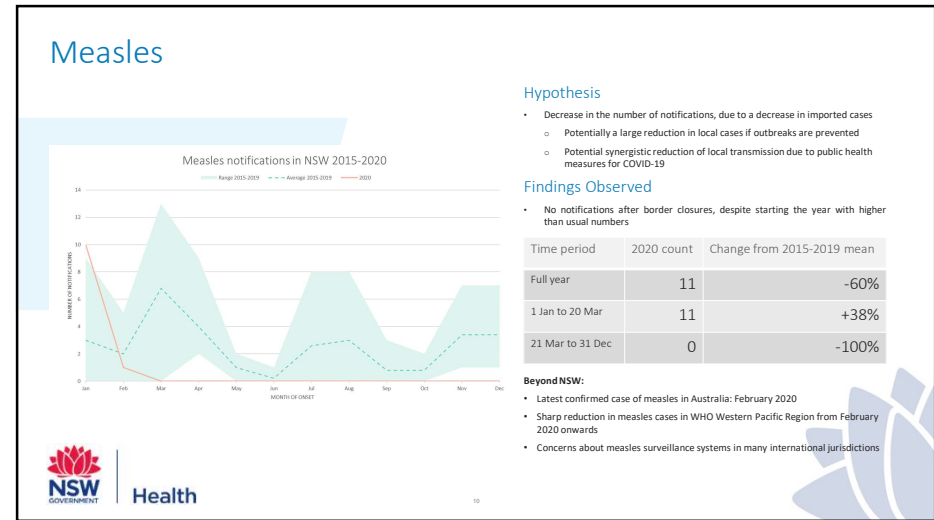 Measles
Measles notifications in NSW 2015-2020
Range 2015-2019 Average 2015-2019 2020
14
12
10
8
6
4
2
0
NUMBER OF NOTIFICATIONS
Jan Feb Mar Apr May Jun Jul Aug Sep Oct Nov Dec
MONTH OF ONSET
Hypothesis
• Decrease in the number of notifications, due to a decrease in imported cases
o Potentially a large reduction in local cases if outbreaks are prevented
o Potential synergistic reduction of local transmission due to public health
measures for COVID-19
Findings Observed
• No notifications after border closures, despite starting the year with higher
than usual numbers
Time period 2020 count Change from 2015-2019 mean
Full year 11 -60%
1 Jan to 20 Mar 11 +38%
21 Mar to 31 Dec 0 -100%
Beyond NSW:
• Latest confirmed case of measles in Australia: February 2020
• Sharp reduction in measles cases in WHO Western Pacific Region from February
2020 onwards
• Concerns about measles surveillance systems in many international jurisdictions
NSW
GOVERNMENT
Health
10